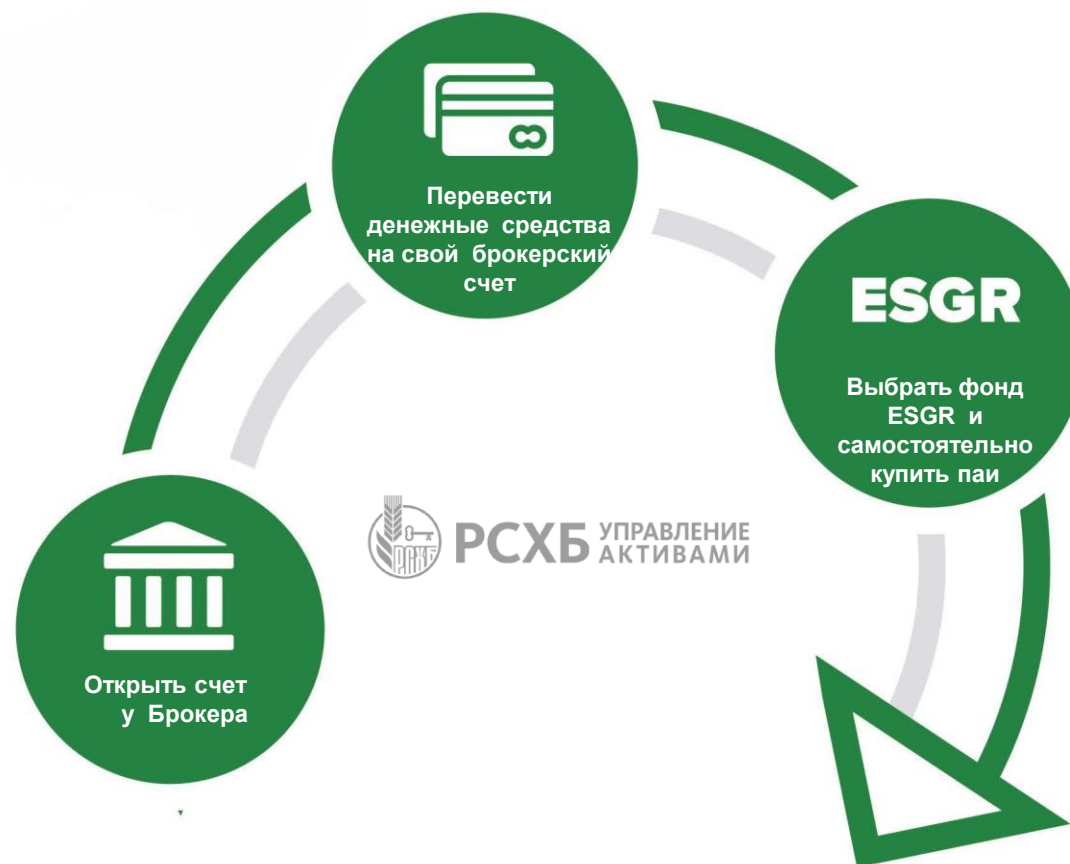 Перевести
денежные средства
на свой брокерский
счет
ESGR
Выбрать фонд
ESGR и
самостоятельно
купить паи
РСХБ УПРАВЛЕНИЕ
АКТИВАМИ
РСХБ
Открыть счет
у Брокера